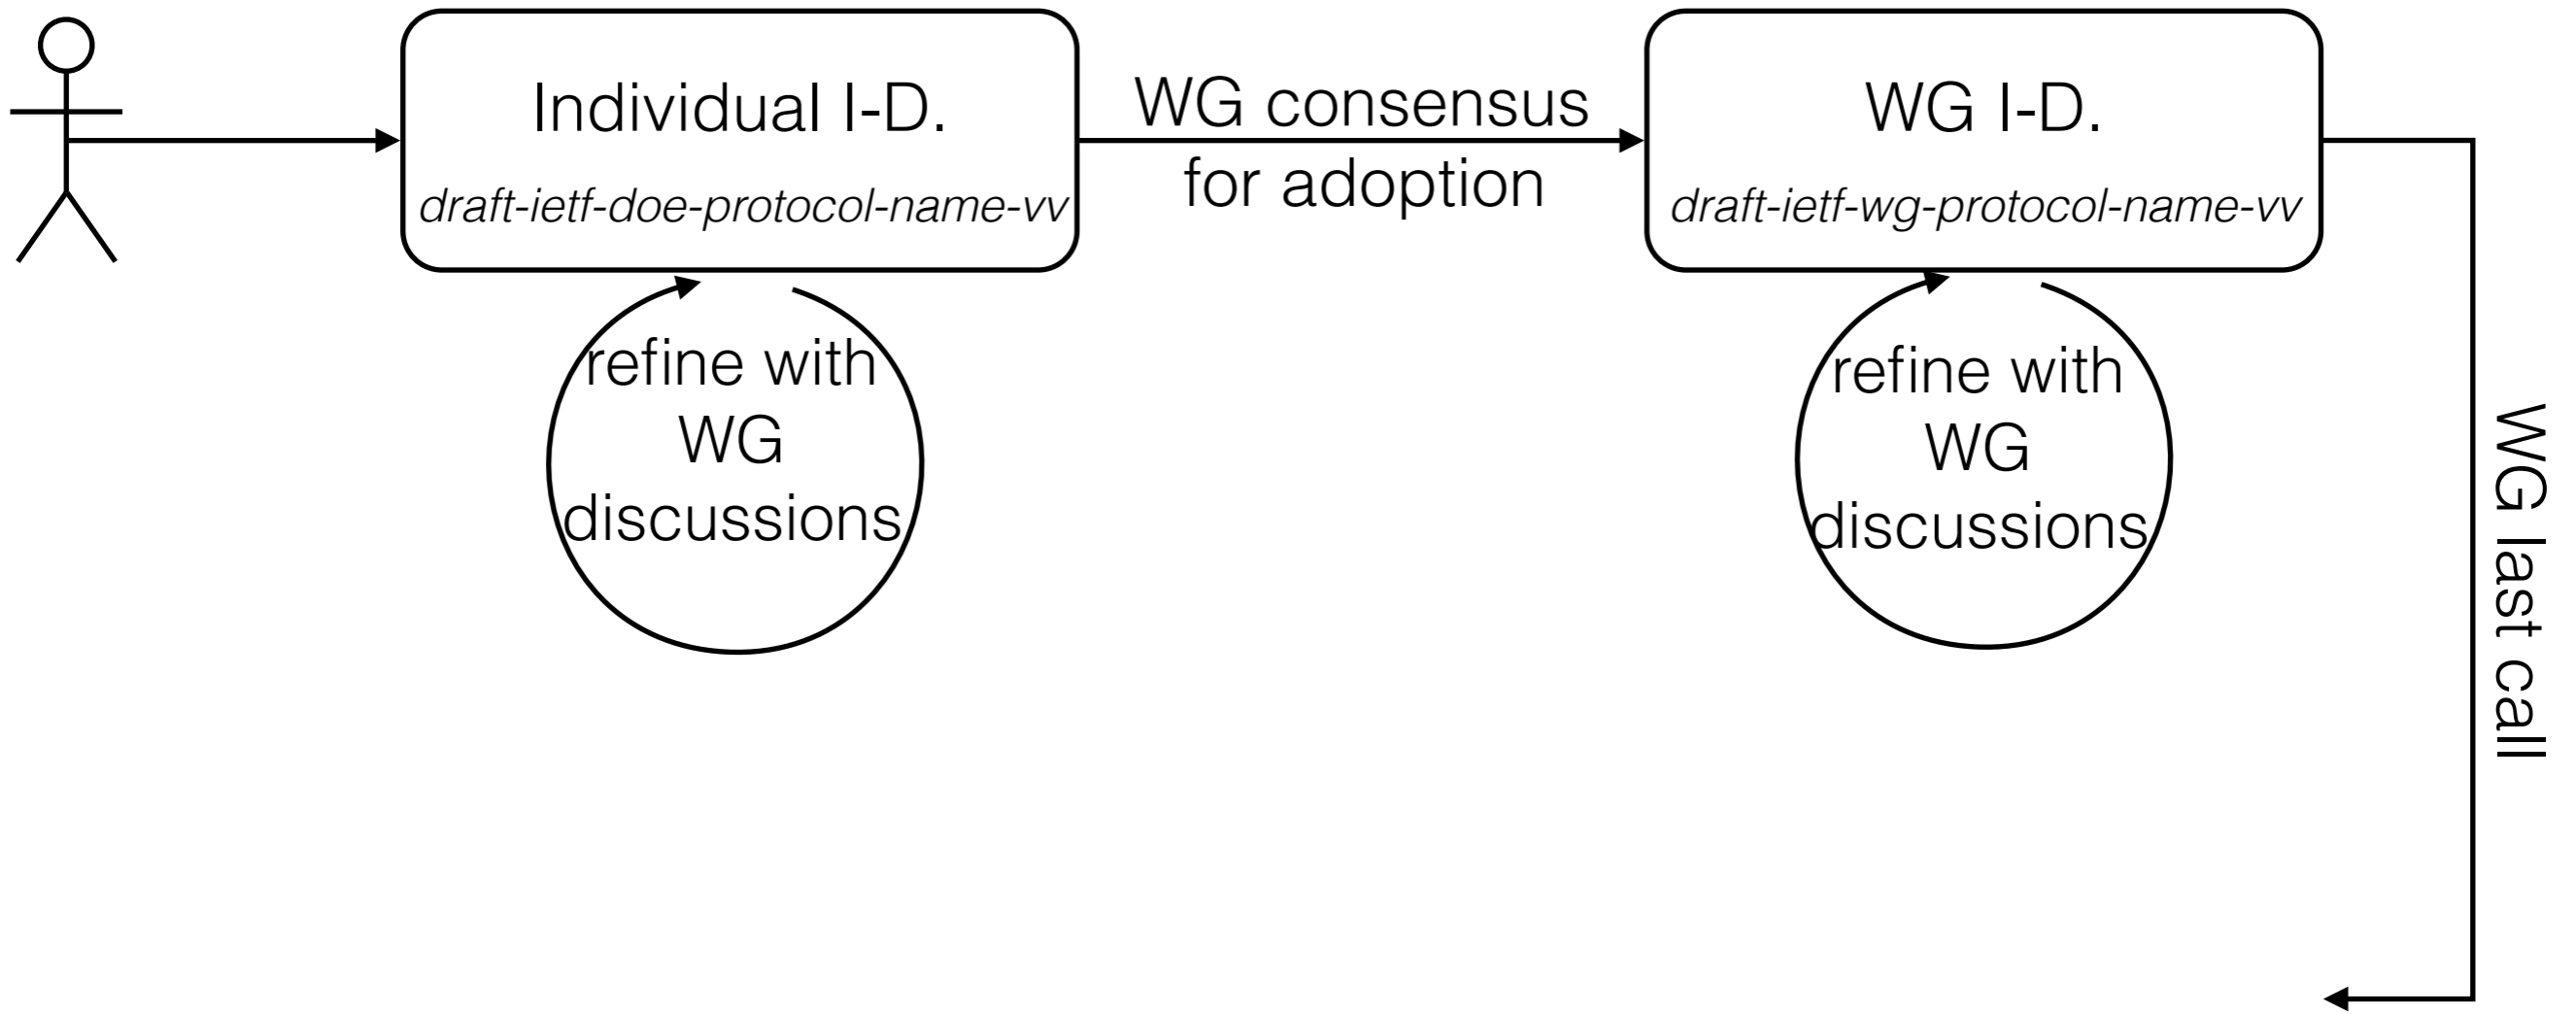 Individual I-D.
draft-ietf-doe-protocol-name-vv
WG consensus
for adoption
WG I-D.
draft-ietf-wg-protocol-name-vv
refine with
WG
discussions
refine with
WG
discussions
WG last call